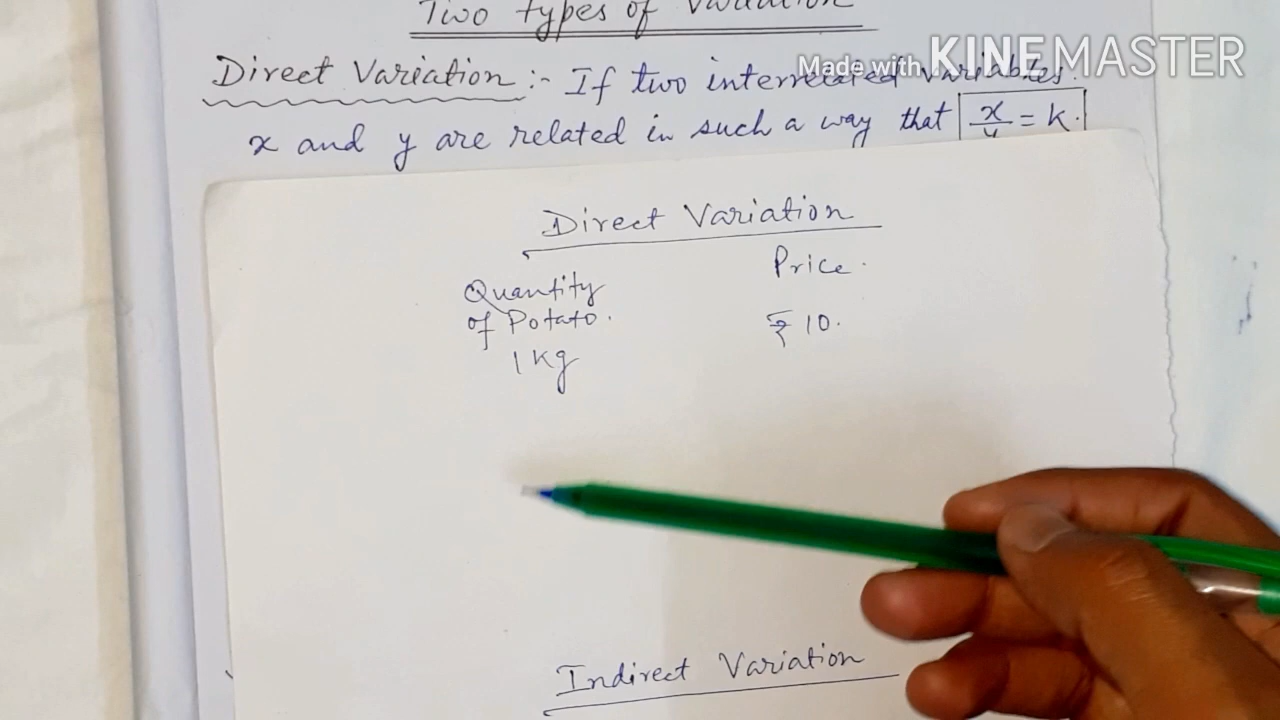 Two types of Variation
Made with KINEMASTER
Direct Variation :- If two interrelated variables
x and y are related in such a way that x/y = k.
Direct Variation
Quantity Price.
of Potato. ₹ 10.
1 kg
Indirect Variation